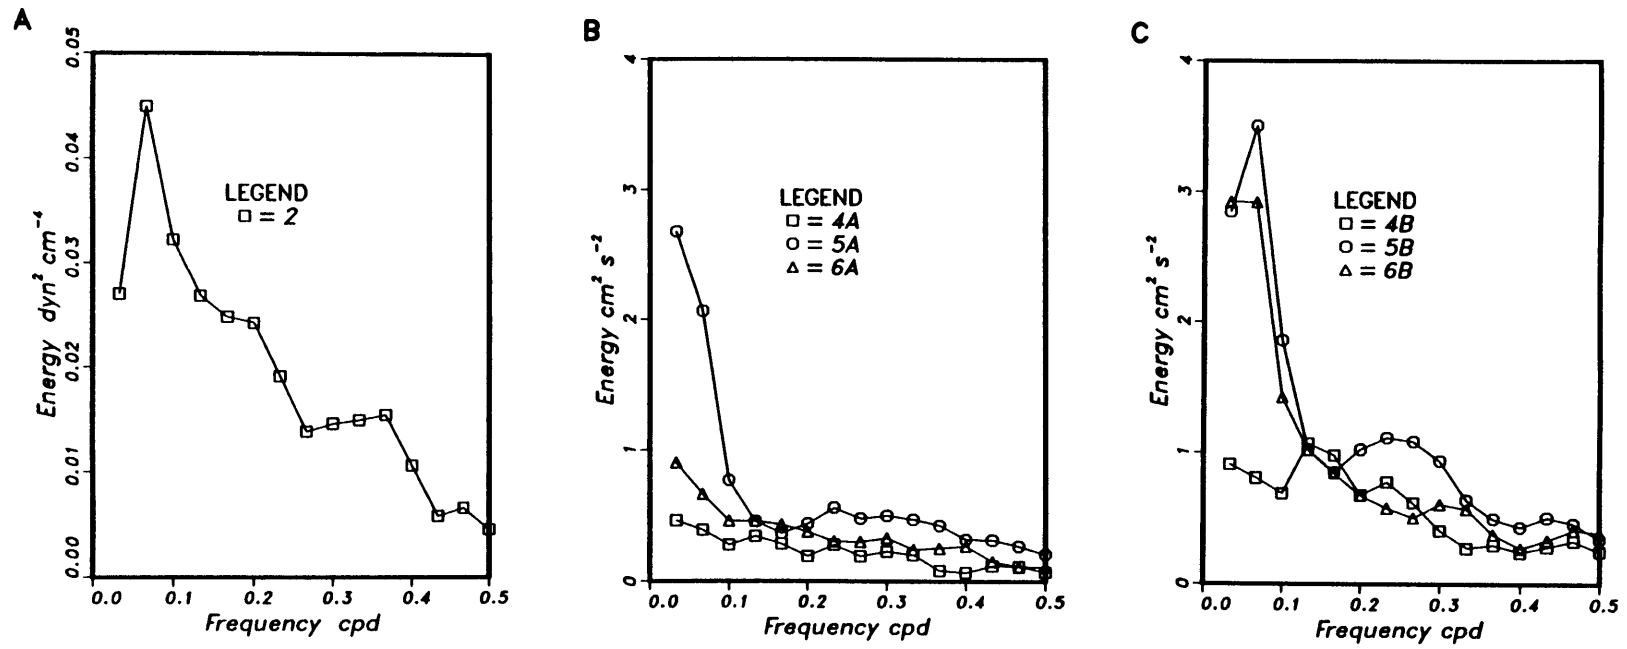 A
0.05
0.04
0.03
0.02
0.01
0.00
Energy dyn² cm⁻⁴
LEGEND
□ = 2
0.0 0.1 0.2 0.3 0.4 0.5
Frequency cpd
B
4
3
2
1
0
Energy cm² s⁻²
LEGEND
□ = 4A
○ = 5A
△ = 6A
0.0 0.1 0.2 0.3 0.4 0.5
Frequency cpd
C
4
3
2
1
0
Energy cm² s⁻²
LEGEND
□ = 4B
○ = 5B
△ = 6B
0.0 0.1 0.2 0.3 0.4 0.5
Frequency cpd